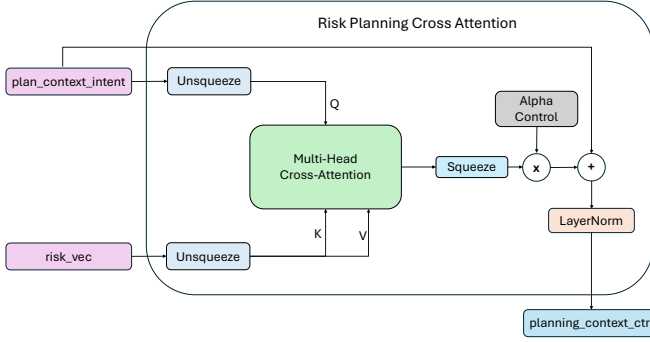 Risk Planning Cross Attention
plan_context_intent
Unsqueeze
Q
Alpha
Control
Multi-Head
Cross-Attention
Squeeze
x
+
K
V
LayerNorm
risk_vec
Unsqueeze
planning_context_ctr